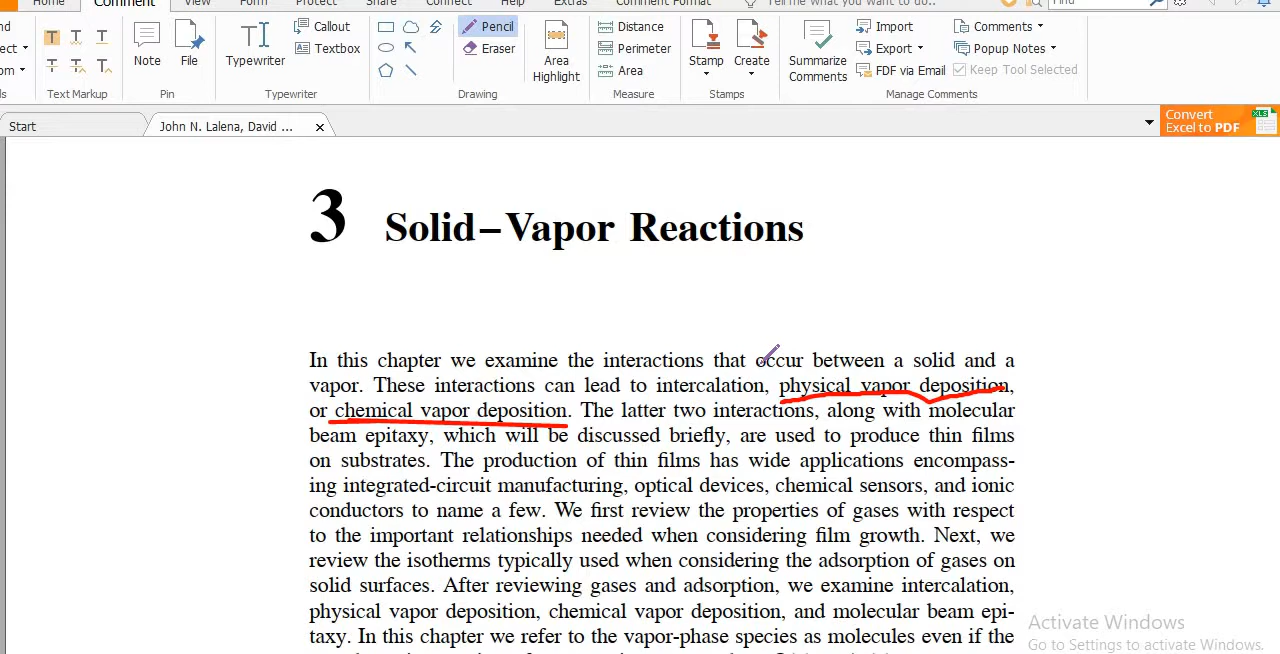 Home Comment View Form Protect Share Connect Help Extras Comment Format Tell me what you want to do.. Find
Callout
Textbox
Note
File
Text Markup
Pin
Typewriter
Typewriter
Pencil
Eraser
Drawing
Area
Highlight
Distance
Perimeter
Area
Measure
Stamp
Create
Stamps
Summarize
Comments
Import
Export
FDF via Email
Comments
Popup Notes
Keep Tool Selected
Manage Comments
Start
John N. Lalena, David ...
Convert
Excel to PDF
XLS
3 Solid–Vapor Reactions
In this chapter we examine the interactions that occur between a solid and a
vapor. These interactions can lead to intercalation, physical vapor deposition,
or chemical vapor deposition. The latter two interactions, along with molecular
beam epitaxy, which will be discussed briefly, are used to produce thin films
on substrates. The production of thin films has wide applications encompass-
ing integrated-circuit manufacturing, optical devices, chemical sensors, and ionic
conductors to name a few. We first review the properties of gases with respect
to the important relationships needed when considering film growth. Next, we
review the isotherms typically used when considering the adsorption of gases on
solid surfaces. After reviewing gases and adsorption, we examine intercalation,
physical vapor deposition, chemical vapor deposition, and molecular beam epi-
taxy. In this chapter we refer to the vapor-phase species as molecules even if the
Activate Windows
Go to Settings to activate Windows.